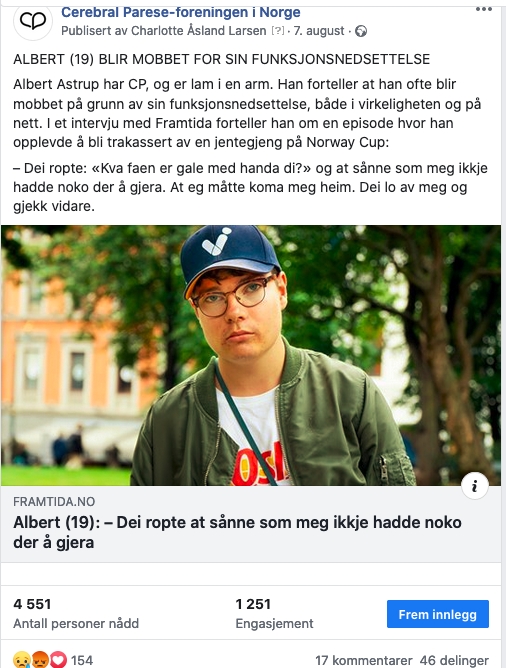 Cerebral Parese-foreningen i Norge
Publisert av Charlotte Åsland Larsen [?] · 7. august ·
ALBERT (19) BLIR MOBBET FOR SIN FUNKSJONSNEDSETTELSE
Albert Astrup har CP, og er lam i en arm. Han forteller at han ofte blir
mobbet på grunn av sin funksjonsnedsettelse, både i virkeligheten og på
nett. I et intervju med Framtida forteller han om en episode hvor han
opplevde å bli trakassert av en jentegjeng på Norway Cup:
– Dei ropte: «Kva faen er gale med handa di?» og at sånne som meg ikkje
hadde noko der å gjera. At eg måtte koma meg heim. Dei lo av meg og
gjekk vidare.
FRAMTIDA.NO
Albert (19): – Dei ropte at sånne som meg ikkje hadde noko
der å gjera
4 551
Antall personer nådd
1 251
Engasjement
Frem innlegg
154
17 kommentarer 46 delinger